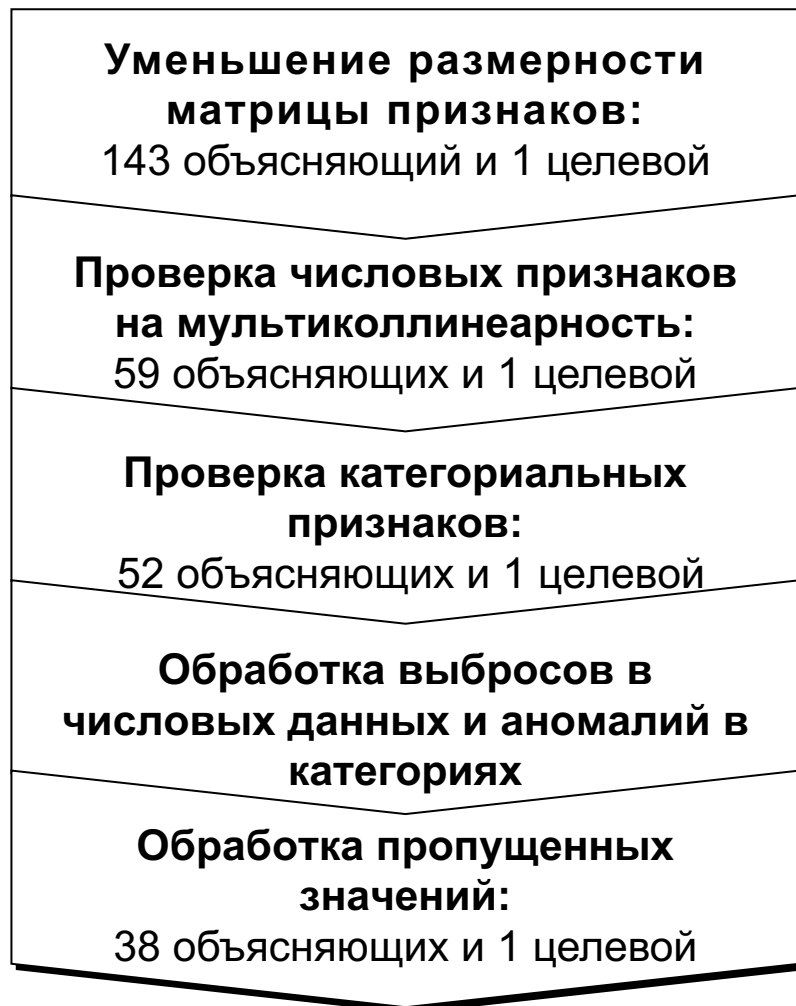 Уменьшение размерности
матрицы признаков:
143 объясняющий и 1 целевой
Проверка числовых признаков
на мультиколлинеарность:
59 объясняющих и 1 целевой
Проверка категориальных
признаков:
52 объясняющих и 1 целевой
Обработка выбросов в
числовых данных и аномалий в
категориях
Обработка пропущенных
значений:
38 объясняющих и 1 целевой